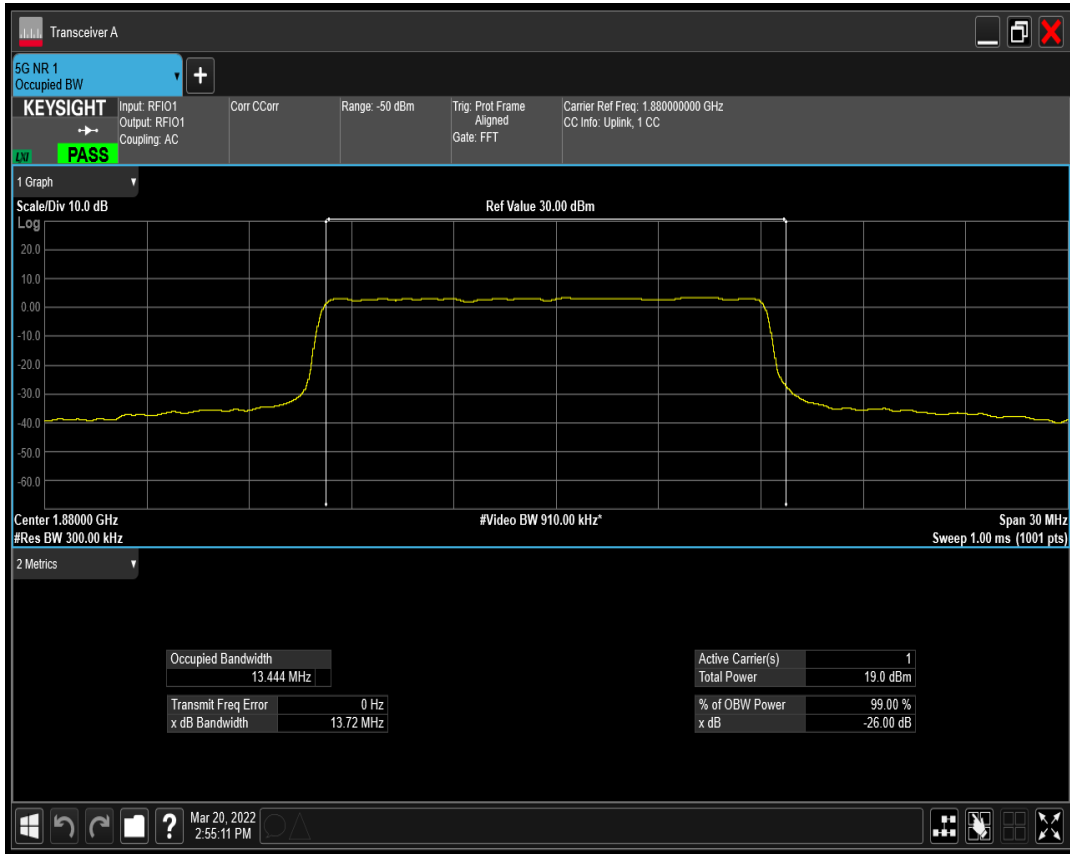 Transceiver A
5G NR 1
Occupied BW
+
KEYSIGHT
LXI
PASS
Input: RFIO1
Output: RFIO1
Coupling: AC
Corr CCorr
Range: -50 dBm
Trig: Prot Frame
Aligned
Gate: FFT
Carrier Ref Freq: 1.880000000 GHz
CC Info: Uplink, 1 CC
1 Graph
Scale/Div 10.0 dB
Ref Value 30.00 dBm
Log
20.0
10.0
0.00
-10.0
-20.0
-30.0
-40.0
-50.0
-60.0
Center 1.88000 GHz
#Video BW 910.00 kHz*
Span 30 MHz
#Res BW 300.00 kHz
Sweep 1.00 ms (1001 pts)
2 Metrics
Occupied Bandwidth
13.444 MHz
Transmit Freq Error 0 Hz
x dB Bandwidth 13.72 MHz
Active Carrier(s) 1
Total Power 19.0 dBm
% of OBW Power 99.00 %
x dB -26.00 dB
?
Mar 20, 2022
2:55:11 PM